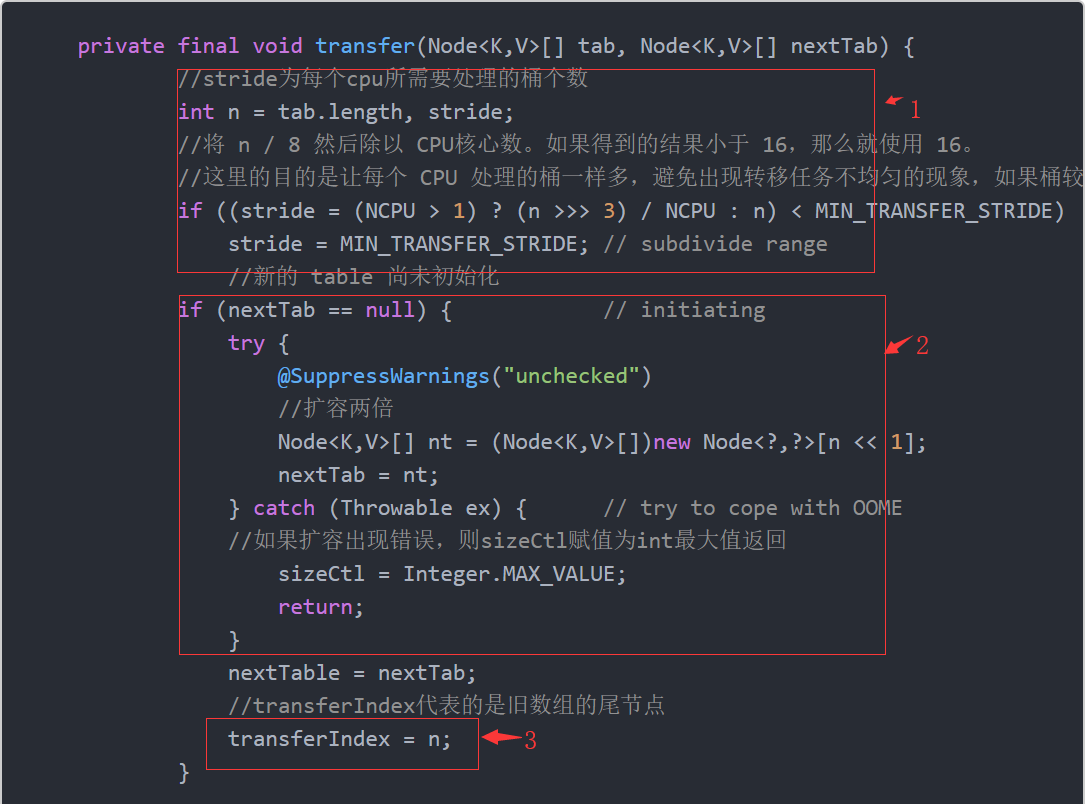 private final void transfer(Node<K,V>[] tab, Node<K,V>[] nextTab) {
//stride为每个cpu所需要处理的桶个数
int n = tab.length, stride;
1
//将 n / 8 然后除以 CPU核心数。如果得到的结果小于 16，那么就使用 16。
//这里的目的是让每个 CPU 处理的桶一样多，避免出现转移任务不均匀的现象，如果桶较
if ((stride = (NCPU > 1) ? (n >>> 3) / NCPU : n) < MIN_TRANSFER_STRIDE)
stride = MIN_TRANSFER_STRIDE; // subdivide range
//新的 table 尚未初始化
if (nextTab == null) { // initiating
try {
2
@SuppressWarnings("unchecked")
//扩容两倍
Node<K,V>[] nt = (Node<K,V>[])new Node<?,?>[n << 1];
nextTab = nt;
} catch (Throwable ex) { // try to cope with OOME
//如果扩容出现错误，则sizeCtl赋值为int最大值返回
sizeCtl = Integer.MAX_VALUE;
return;
}
nextTable = nextTab;
//transferIndex代表的是旧数组的尾节点
transferIndex = n;
3
}